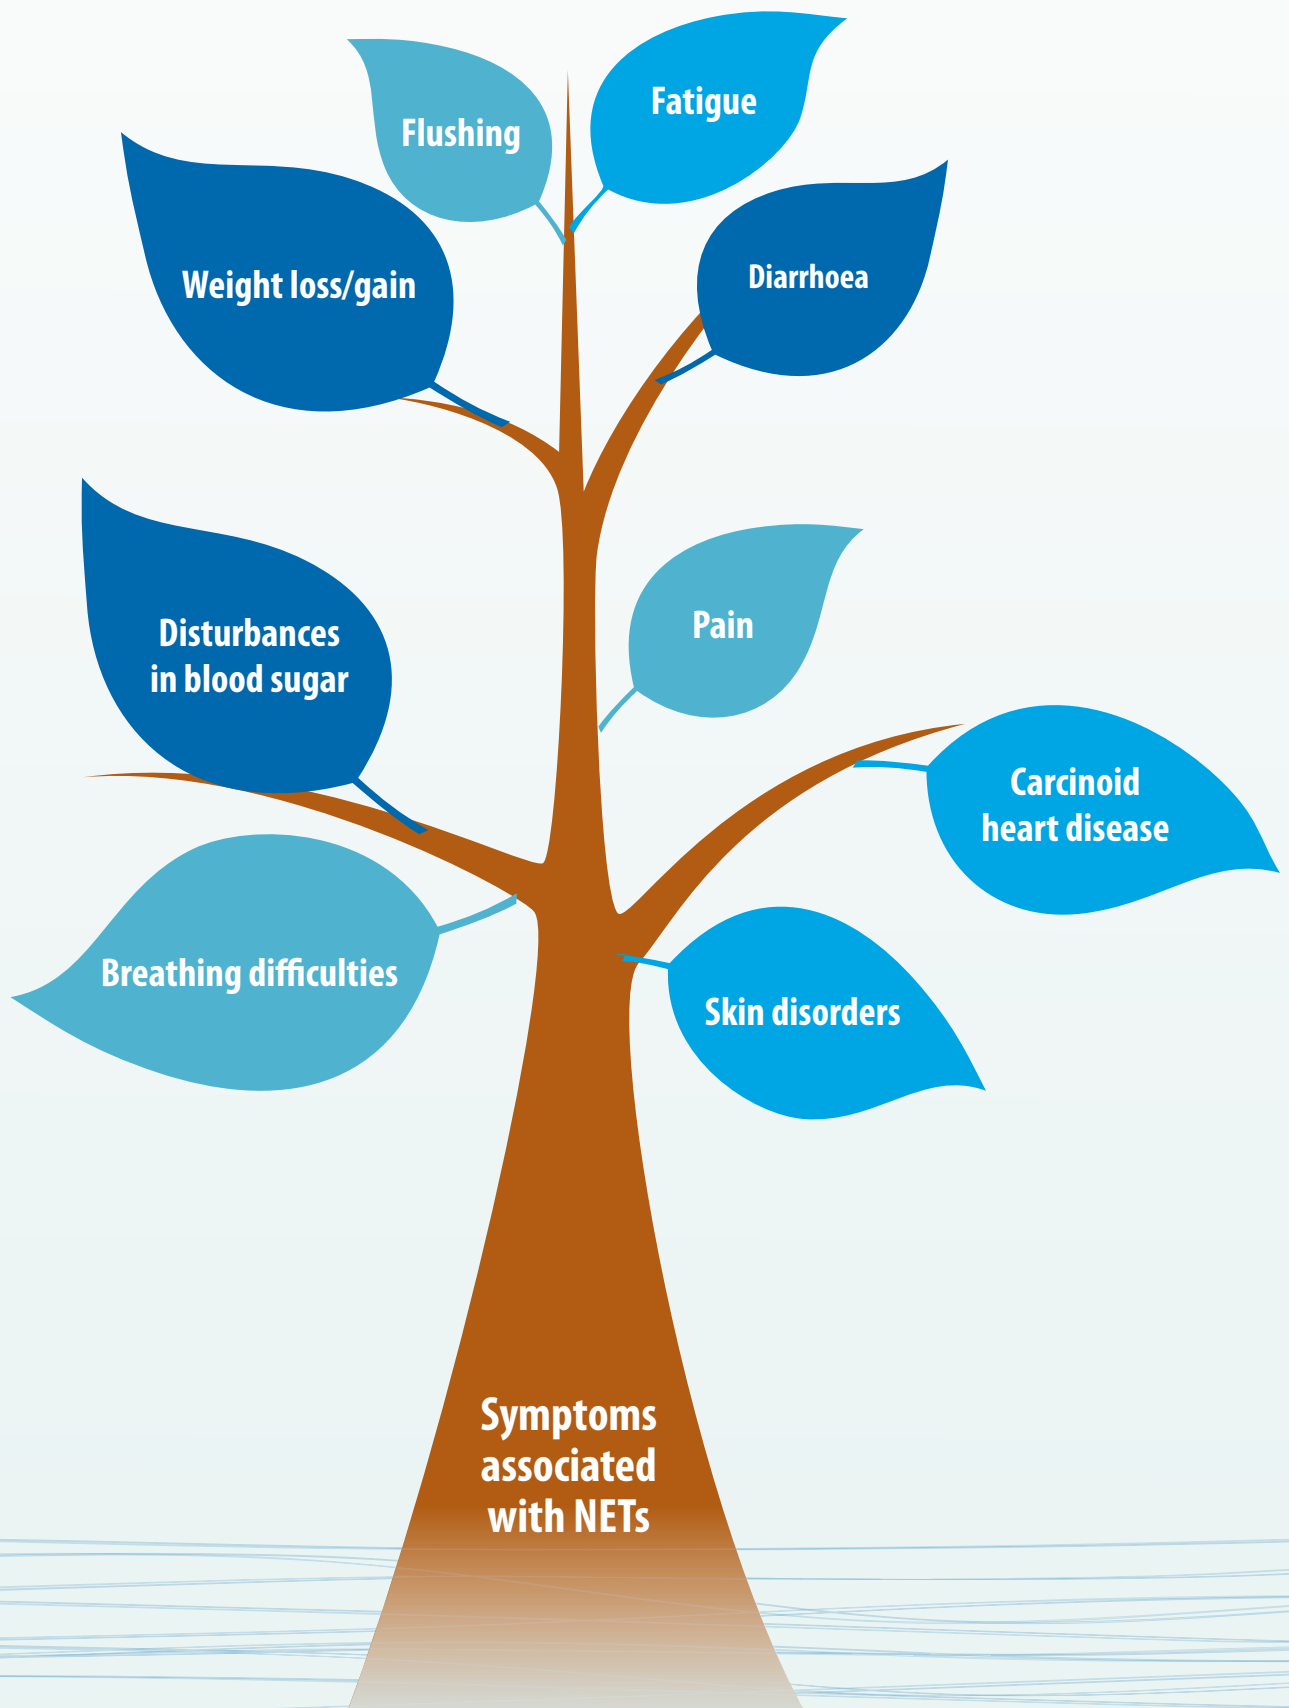 Fatigue
Flushing
Weight loss/gain
Diarrhoea
Disturbances
in blood sugar
Pain
Carcinoid
heart disease
Breathing difficulties
Skin disorders
Symptoms
associated
with NETs